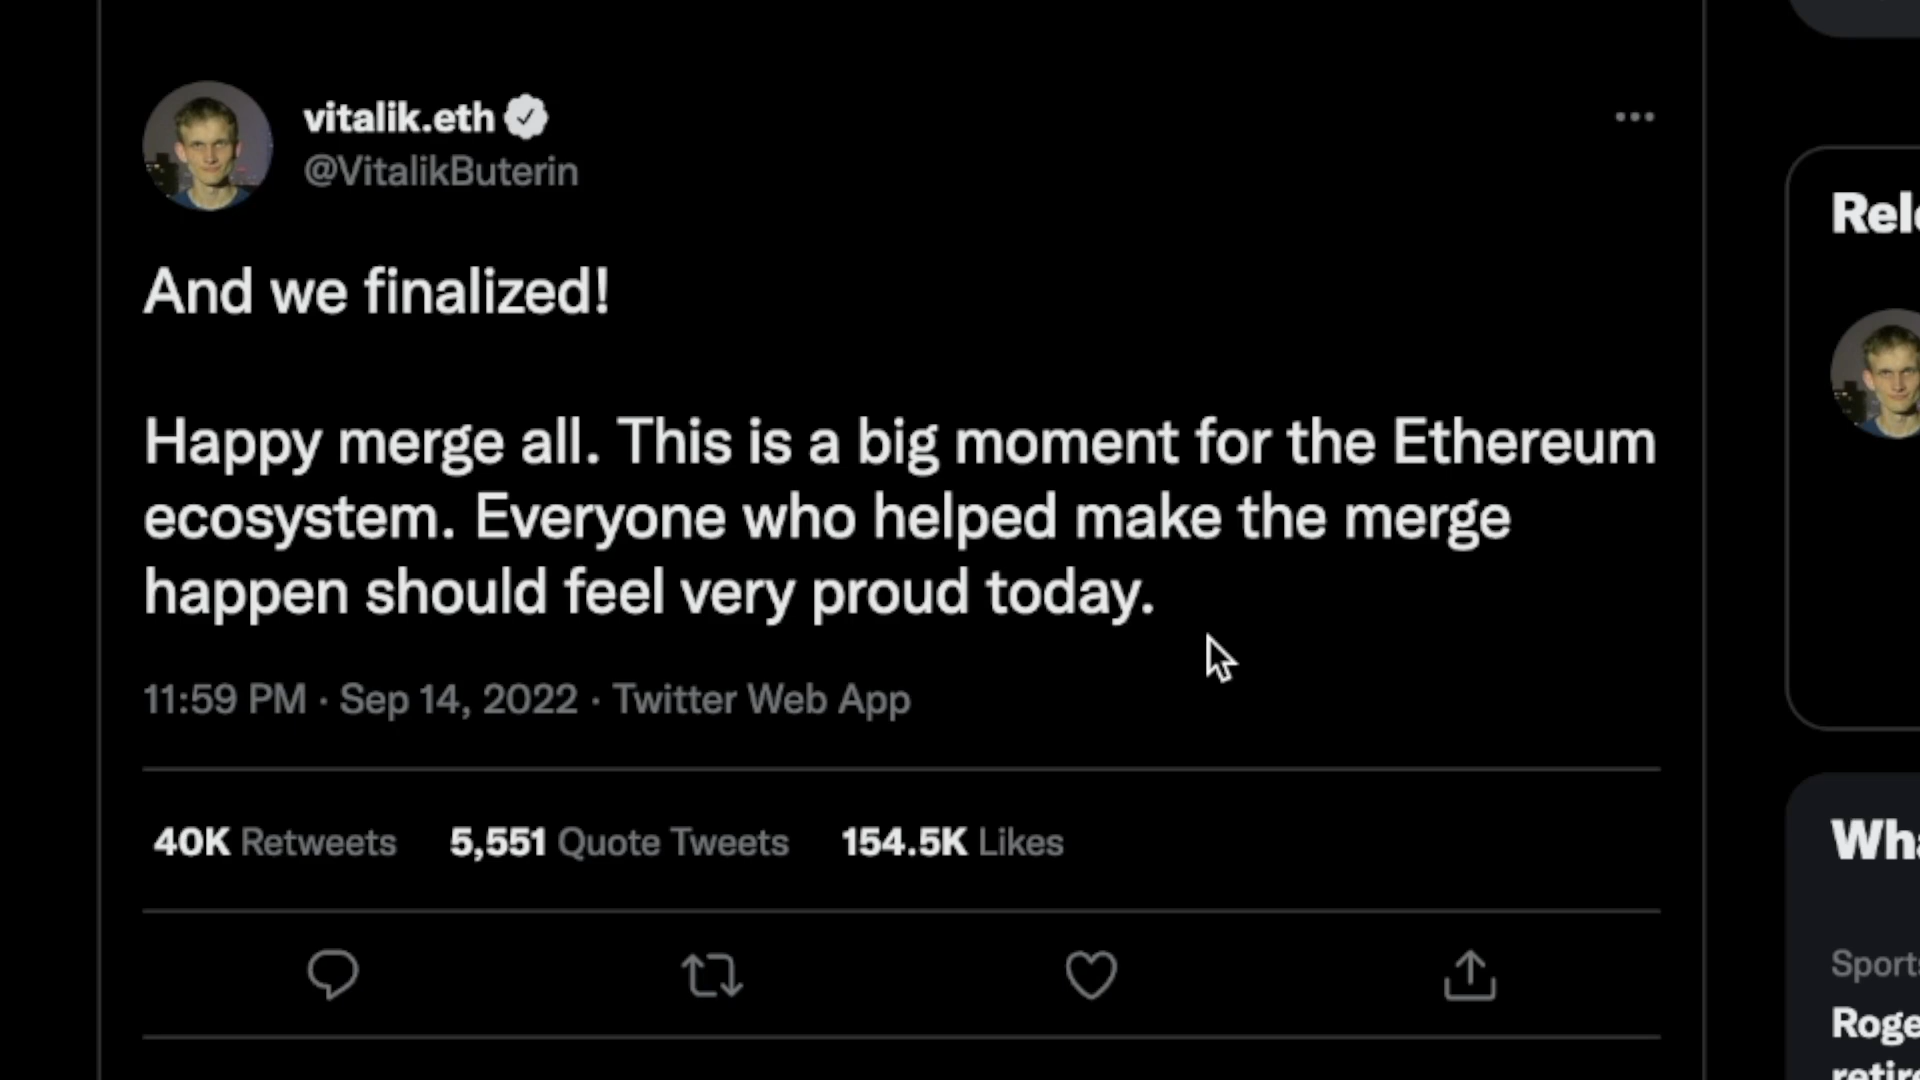 vitalik.eth
@VitalikButerin
And we finalized!
Happy merge all. This is a big moment for the Ethereum
ecosystem. Everyone who helped make the merge
happen should feel very proud today.
11:59 PM · Sep 14, 2022 · Twitter Web App
40K Retweets 5,551 Quote Tweets 154.5K Likes